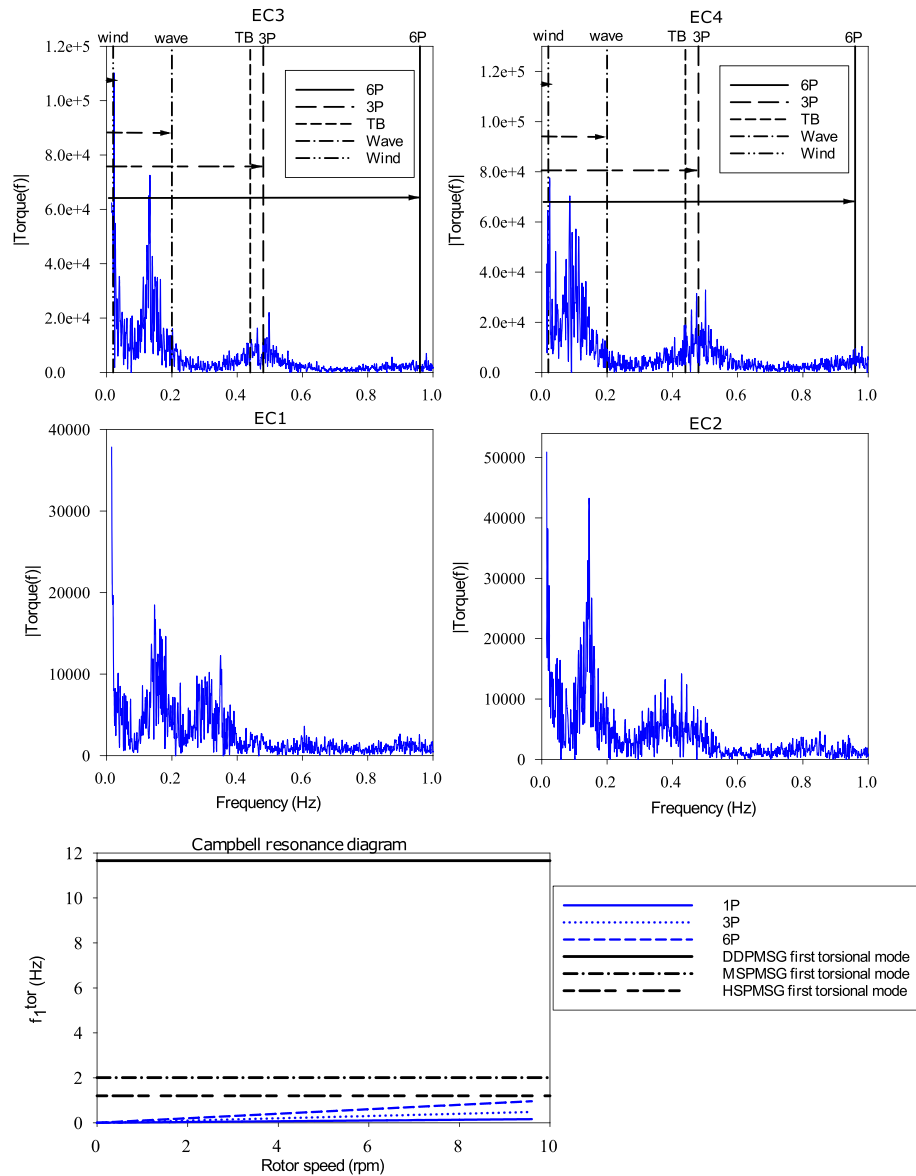 EC3
wind wave TB 3P 6P
1.2e+5
1.0e+5
8.0e+4
6.0e+4
4.0e+4
2.0e+4
0.0
|Torque(f)|
6P
3P
TB
Wave
Wind
0.0 0.2 0.4 0.6 0.8 1.0
EC4
wind wave TB 3P 6P
1.2e+5
1.0e+5
8.0e+4
6.0e+4
4.0e+4
2.0e+4
0.0
|Torque(f)|
6P
3P
TB
Wave
Wind
0.0 0.2 0.4 0.6 0.8 1.0
EC1
40000
30000
20000
10000
0
|Torque(f)|
0.0 0.2 0.4 0.6 0.8 1.0
Frequency (Hz)
EC2
50000
40000
30000
20000
10000
0
|Torque(f)|
0.0 0.2 0.4 0.6 0.8 1.0
Frequency (Hz)
Campbell resonance diagram
12
10
8
6
4
2
0
f1tor (Hz)
0 2 4 6 8 10
Rotor speed (rpm)
1P
3P
6P
DDPMSG first torsional mode
MSPMSG first torsional mode
HSPMSG first torsional mode